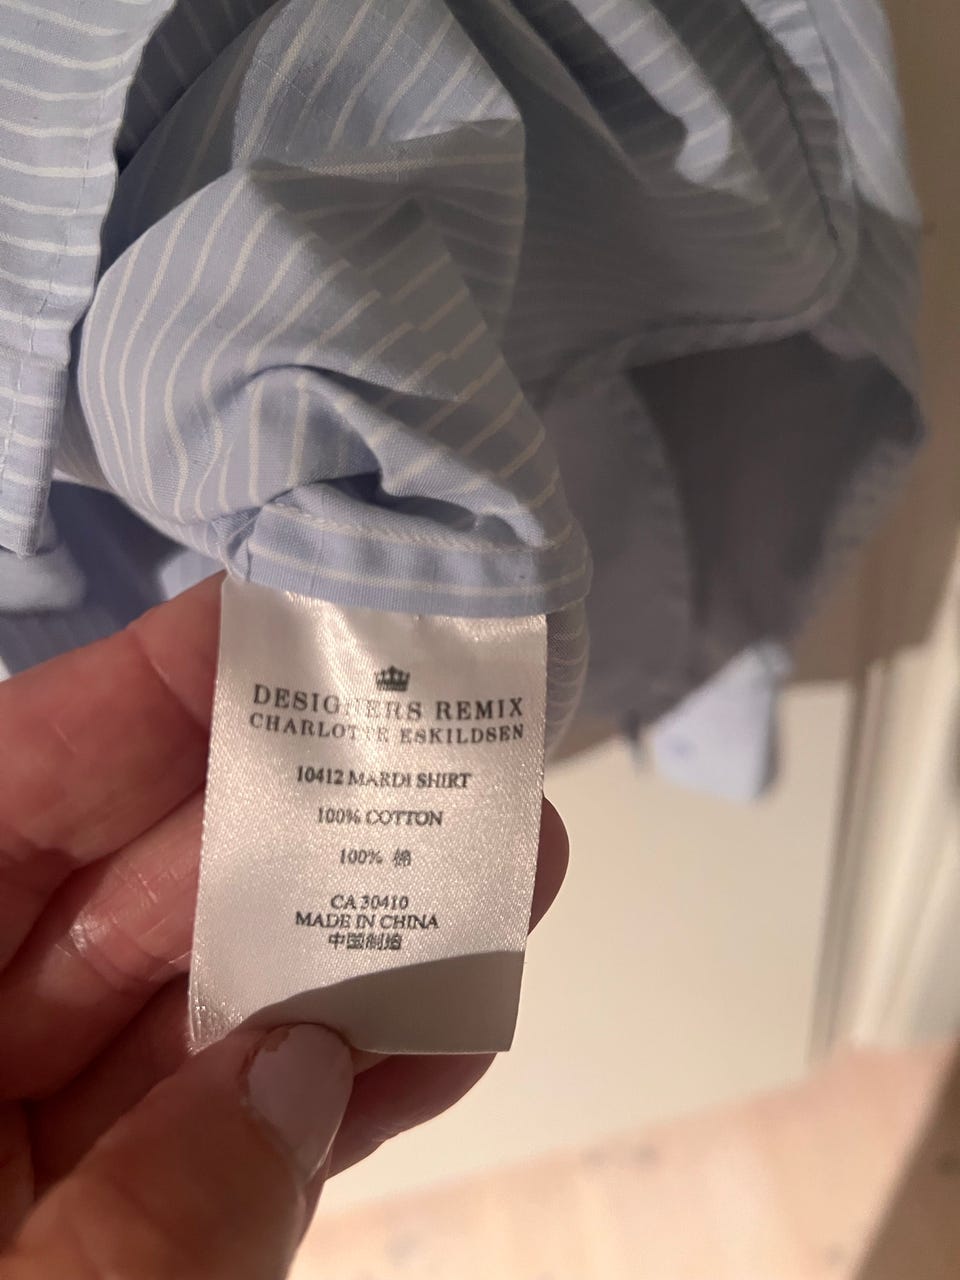 DESIGNERS REMIX
CHARLOTTE ESKILDSEN
10412 MARDI SHIRT
100% COTTON
100% 棉
CA 30410
MADE IN CHINA
中国制造